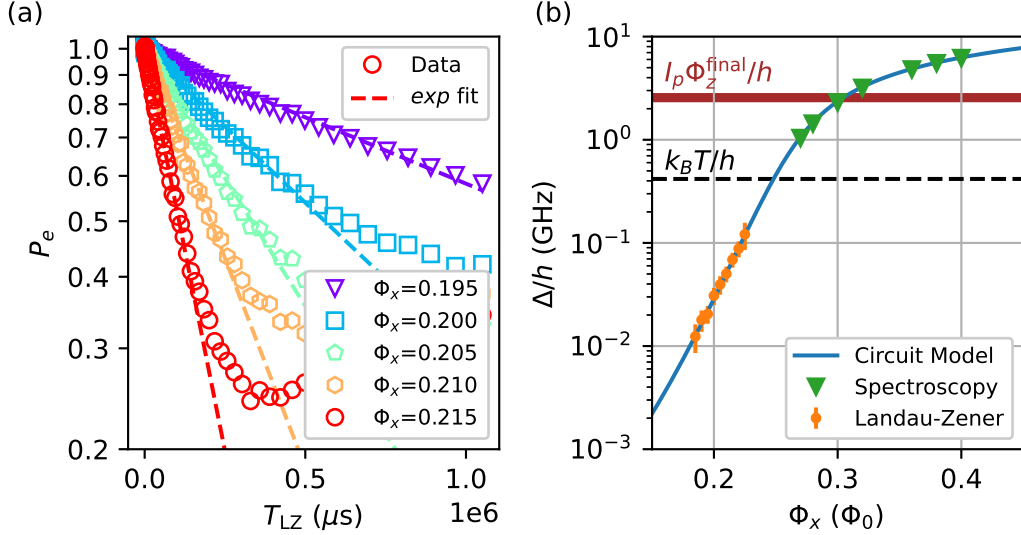 (a)
1.0
0.9
0.8
0.7
0.6
0.5
0.4
0.3
0.2
P_e
Data
exp fit
Φ_x=0.195
Φ_x=0.200
Φ_x=0.205
Φ_x=0.210
Φ_x=0.215
0.0 0.5 1.0
1e6
T_LZ (μs)
(b)
10^1
10^0
10^−1
10^−2
10^−3
Δ/h (GHz)
I_pΦ_z^final/h
k_BT/h
Circuit Model
Spectroscopy
Landau-Zener
0.2 0.3 0.4
Φ_x (Φ_0)